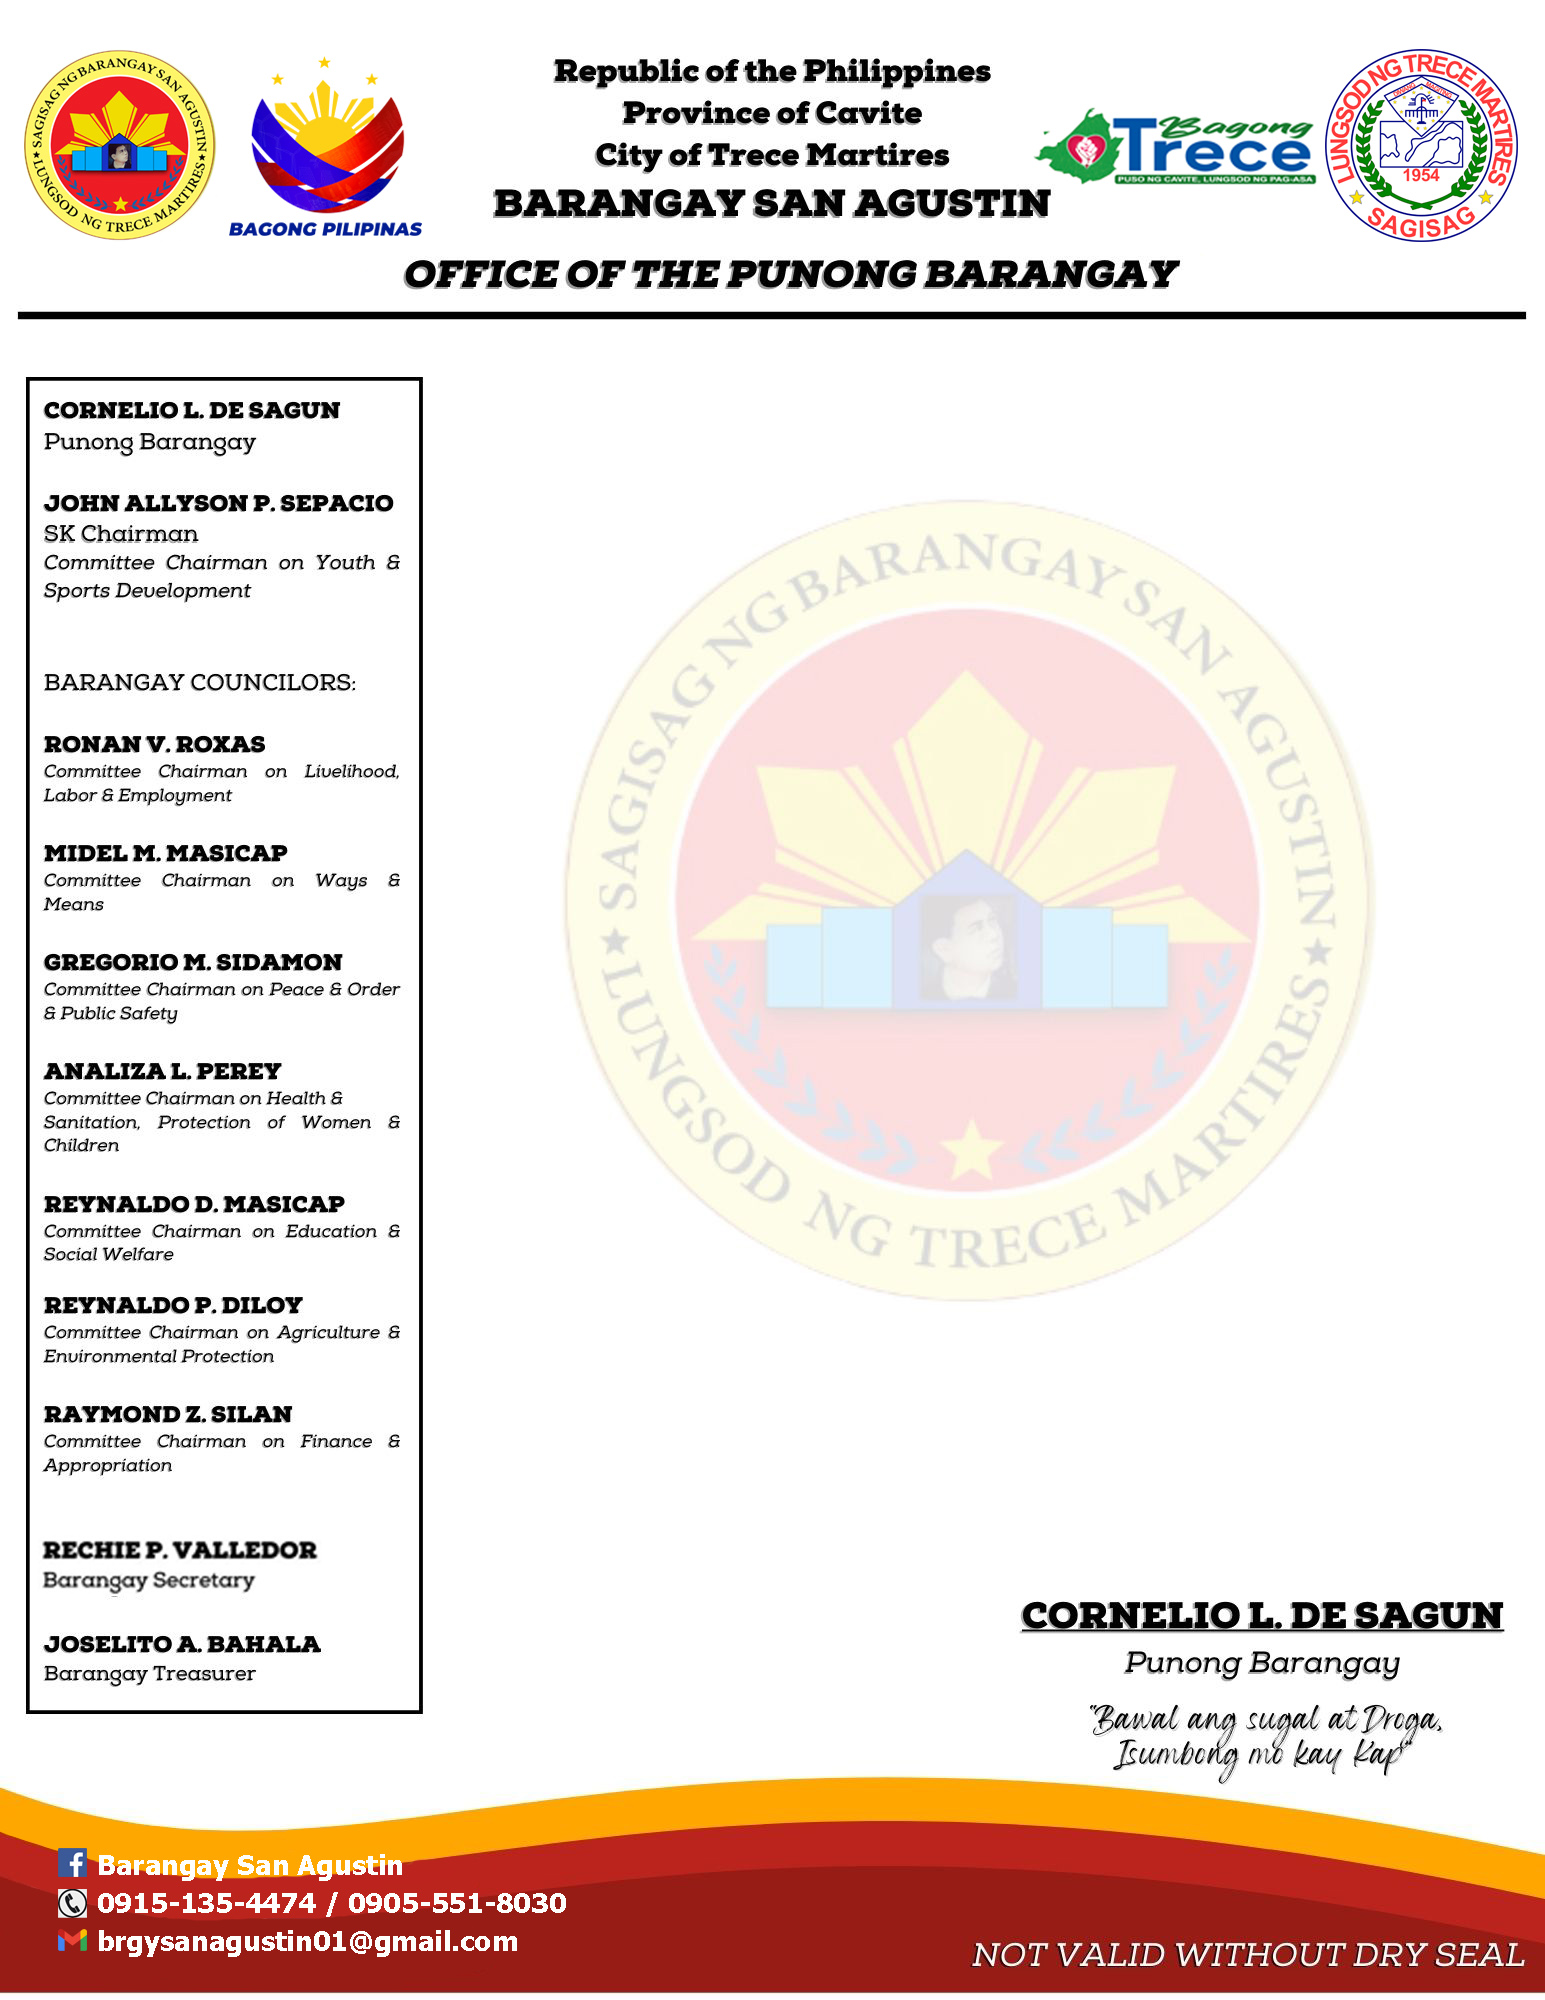 SAGISAG NG BARANGAY SAN AGUSTIN
LUNGSOD NG TRECE MARTIRES
BAGONG PILIPINAS
Republic of the Philippines
Province of Cavite
City of Trece Martires
BARANGAY SAN AGUSTIN
OFFICE OF THE PUNONG BARANGAY
Bagong
Trece
PUSO NG CAVITE, LUNGSOD NG PAG-ASA
LUNGSOD NG TRECE MARTIRES
1954
SAGISAG
CORNELIO L. DE SAGUN
Punong Barangay
JOHN ALLYSON P. SEPACIO
SK Chairman
Committee Chairman on Youth &
Sports Development
BARANGAY COUNCILORS:
RONAN V. ROXAS
Committee Chairman on Livelihood,
Labor & Employment
MIDEL M. MASICAP
Committee Chairman on Ways &
Means
GREGORIO M. SIDAMON
Committee Chairman on Peace & Order
& Public Safety
ANALIZA L. PEREY
Committee Chairman on Health &
Sanitation, Protection of Women &
Children
REYNALDO D. MASICAP
Committee Chairman on Education &
Social Welfare
REYNALDO P. DILOY
Committee Chairman on Agriculture &
Environmental Protection
RAYMOND Z. SILAN
Committee Chairman on Finance &
Appropriation
RECHIE P. VALLEDOR
Barangay Secretary
JOSELITO A. BAHALA
Barangay Treasurer
SAGISAG NG BARANGAY SAN AGUSTIN
LUNGSOD NG TRECE MARTIRES
CORNELIO L. DE SAGUN
Punong Barangay
"Bawal ang sugal at Droga,
Isumbong mo kay Kap"
Barangay San Agustin
0915-135-4474 / 0905-551-8030
brgysanagustin01@gmail.com
NOT VALID WITHOUT DRY SEAL